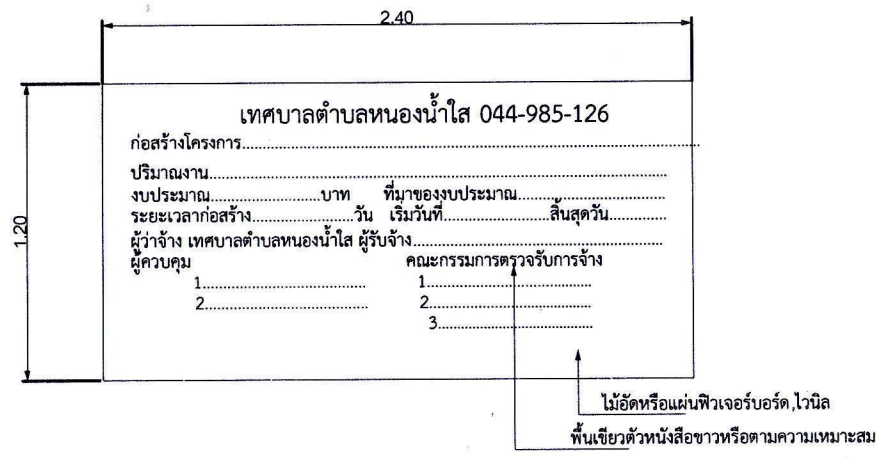 2.40
เทศบาลตำบลหนองน้ำใส 044-985-126
ก่อสร้างโครงการ....................................................................................................
ปริมาณงาน....................................................................................................
งบประมาณ........................บาท ที่มาของงบประมาณ................................
ระยะเวลาก่อสร้าง.......................วัน เริ่มวันที่........................สิ้นสุดวัน.............
1.20
ผู้ว่าจ้าง เทศบาลตำบลหนองน้ำใส ผู้รับจ้าง.......................................................
ผู้ควบคุม คณะกรรมการตรวจรับการจ้าง
1.................................... 1....................................
2.................................... 2....................................
3....................................
ไม้อัดหรือแผ่นฟิวเจอร์บอร์ด,ไวนิล
พื้นเขียวตัวหนังสือขาวหรือตามความเหมาะสม